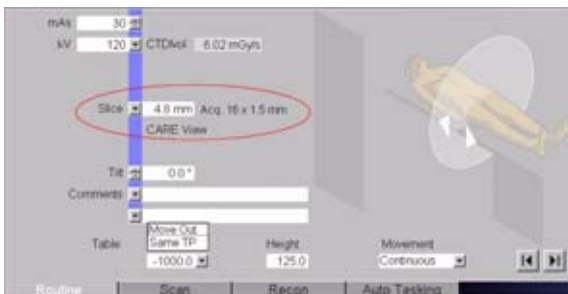 mAs 30
kV 120 CTDIvol 6.02 mGy
Slice 4.8 mm Acq. 16 x 1.5 mm
CARE View
Tilt 0.0°
Comments
Move Out
Same TP
Table -1000.0 Height 125.0 Movement Continuous
Routine Scan Recon Auto Tasking